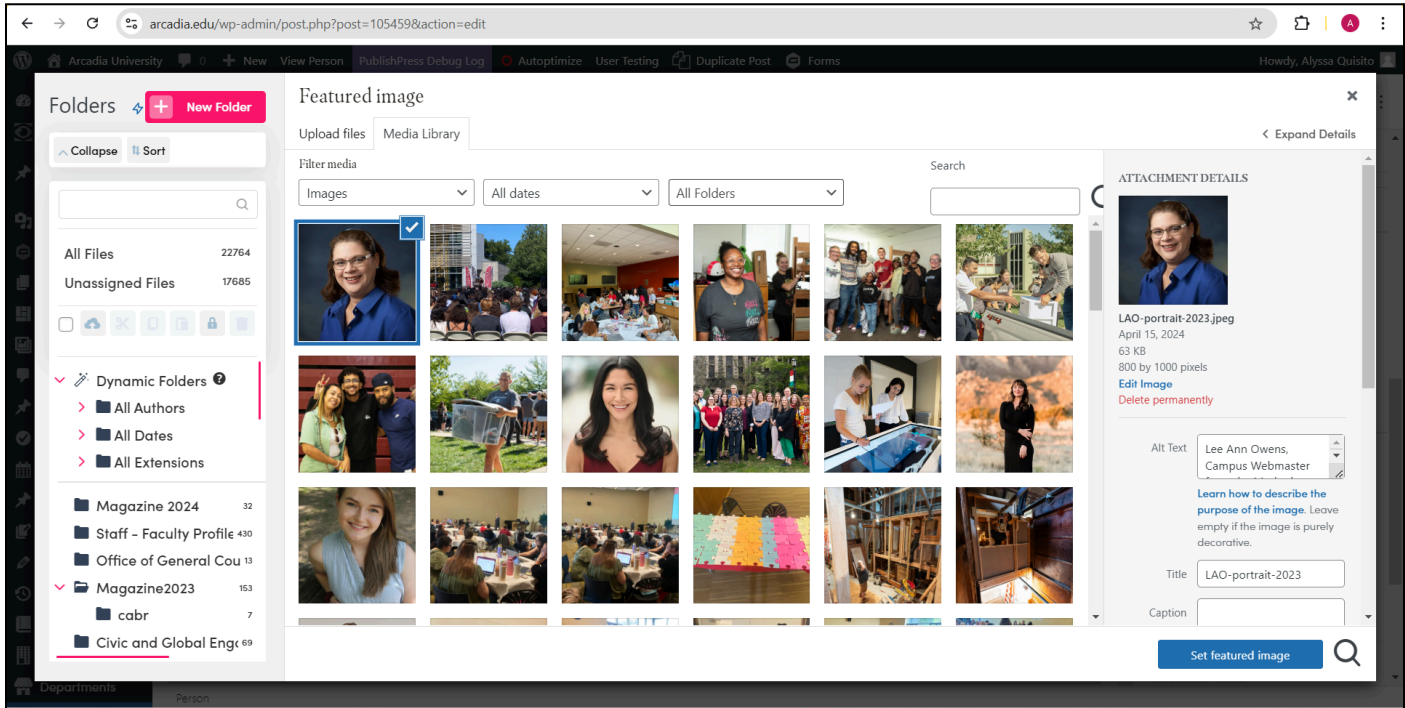 arcadia.edu/wp-admin/post.php?post=105459&action=edit
A
Arcadia University 0 New View Person PublishPress Debug Log Autoptimize User Testing Duplicate Post Forms Howdy, Alyssa Quisito
Folders
New Folder
Collapse Sort
All Files 22764
Unassigned Files 17685
Dynamic Folders
All Authors
All Dates
All Extensions
Magazine 2024 32
Staff - Faculty Profile 430
Office of General Cou 13
Magazine2023 153
cabr 7
Civic and Global Enga 69
Featured image
Upload files Media Library
Expand Details
Filter media
Search
Images All dates All Folders
ATTACHMENT DETAILS
LAO-portrait-2023.jpeg
April 15, 2024
63 KB
800 by 1000 pixels
Edit Image
Delete permanently
Alt Text
Lee Ann Owens,
Campus Webmaster
Learn how to describe the
purpose of the image. Leave
empty if the image is purely
decorative.
Title LAO-portrait-2023
Caption
Set featured image
Departments
Person